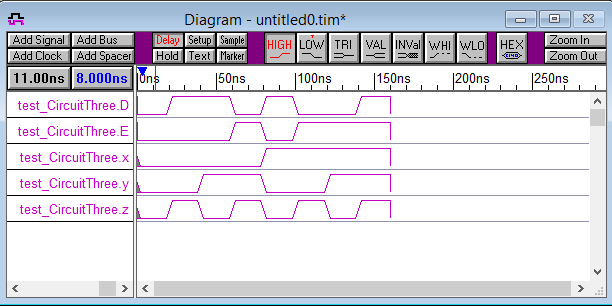 Diagram - untitled0.tim*
Add Signal Add Bus Delay Setup Sample HIGH LOW TRI VAL INVal WHI WLO HEX Zoom In
Add Clock Add Spacer Hold Text Marker Zoom Out
11.00ns 8.000ns 0ns 50ns 100ns 150ns 200ns 250ns
test_CircuitThree.D
test_CircuitThree.E
test_CircuitThree.x
test_CircuitThree.y
test_CircuitThree.z